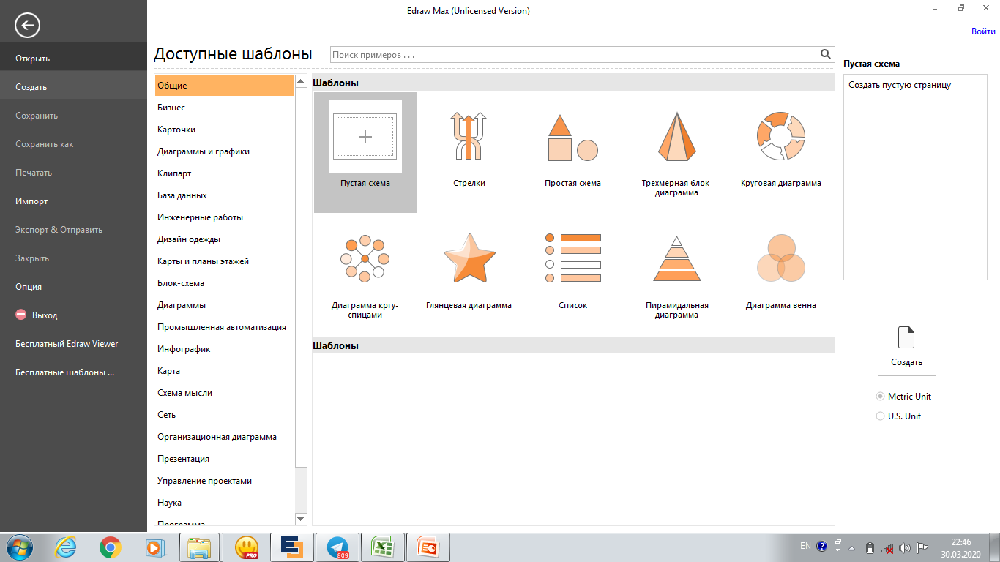 Edraw Max (Unlicensed Version)
Войти
Открыть
Создать
Сохранить
Сохранить как
Печатать
Импорт
Экспорт & Отправить
Закрыть
Опция
Выход
Бесплатный Edraw Viewer
Бесплатные шаблоны ...
Доступные шаблоны
Поиск примеров . . .
Общие
Бизнес
Карточки
Диаграммы и графики
Клипарт
База данных
Инженерные работы
Дизайн одежды
Карты и планы этажей
Блок-схема
Диаграммы
Промышленная автоматизация
Инфографик
Карта
Схема мысли
Сеть
Организационная диаграмма
Презентация
Управление проектами
Наука
Программа
Шаблоны
Пустая схема
Стрелки
Простая схема
Трехмерная блок-
диаграмма
Круговая диаграмма
Диаграмма кргу-
спицами
Глянцевая диаграмма
Список
Пирамидальная
диаграмма
Диаграмма венна
Шаблоны
Пустая схема
Создать пустую страницу
Создать
Metric Unit
U.S. Unit
PRO
809
EN
22:46
30.03.2020